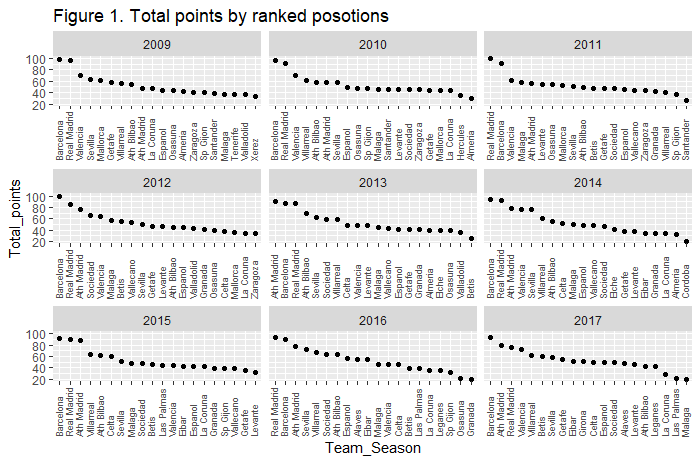 Figure 1. Total points by ranked posotions
2009
2010
2011
100
80
60
40
20
Barcelona
Real Madrid
Valencia
Sevilla
Mallorca
Getafe
Villarreal
Ath Bilbao
Ath Madrid
La Coruna
Espanol
Osasuna
Almeria
Zaragoza
Sp Gijon
Santander
Malaga
Tenerife
Valladolid
Xerez
Barcelona
Real Madrid
Valencia
Villarreal
Ath Bilbao
Ath Madrid
Sevilla
Espanol
Osasuna
Sp Gijon
Malaga
Santander
Levante
Sociedad
Zaragoza
Getafe
Mallorca
La Coruna
Hercules
Almeria
Real Madrid
Barcelona
Valencia
Malaga
Ath Madrid
Levante
Osasuna
Mallorca
Sevilla
Ath Bilbao
Betis
Getafe
Sociedad
Espanol
Vallecano
Zaragoza
Granada
Villarreal
Sp Gijon
Santander
2012
2013
2014
100
80
60
40
20
Barcelona
Real Madrid
Ath Madrid
Sociedad
Valencia
Malaga
Betis
Vallecano
Sevilla
Getafe
Levante
Ath Bilbao
Espanol
Valladolid
Granada
Osasuna
Celta
Mallorca
La Coruna
Zaragoza
Ath Madrid
Barcelona
Real Madrid
Ath Bilbao
Sevilla
Sociedad
Villarreal
Celta
Valencia
Levante
Malaga
Vallecano
Espanol
Getafe
Granada
Almeria
Elche
Osasuna
Valladolid
Betis
Barcelona
Real Madrid
Ath Madrid
Valencia
Sevilla
Villarreal
Ath Bilbao
Celta
Malaga
Espanol
Vallecano
Sociedad
Elche
Getafe
Levante
Eibar
Granada
La Coruna
Almeria
Cordoba
2015
2016
2017
100
80
60
40
20
Barcelona
Real Madrid
Ath Madrid
Villarreal
Ath Bilbao
Celta
Sevilla
Malaga
Sociedad
Betis
Las Palmas
Valencia
Eibar
Espanol
La Coruna
Granada
Sp Gijon
Vallecano
Getafe
Levante
Real Madrid
Barcelona
Ath Madrid
Sevilla
Villarreal
Sociedad
Ath Bilbao
Espanol
Alaves
Eibar
Malaga
Valencia
Celta
Betis
Las Palmas
La Coruna
Leganes
Sp Gijon
Osasuna
Granada
Barcelona
Ath Madrid
Real Madrid
Valencia
Villarreal
Betis
Sevilla
Getafe
Eibar
Girona
Celta
Espanol
Sociedad
Alaves
Levante
Ath Bilbao
Leganes
La Coruna
Las Palmas
Malaga
Total_points
Team_Season